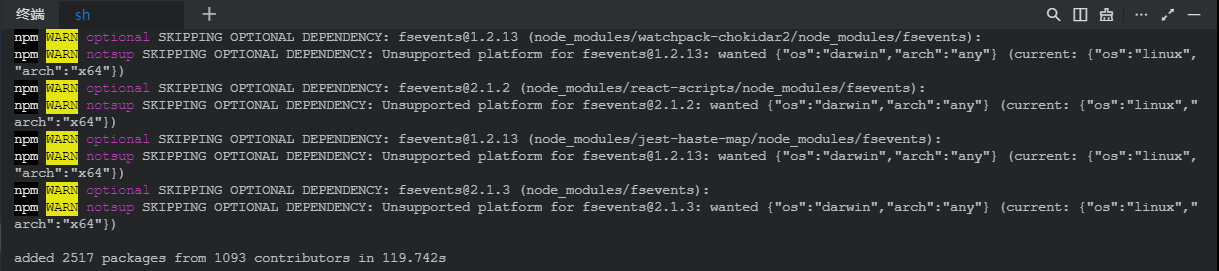 终端 sh +
npm WARN optional SKIPPING OPTIONAL DEPENDENCY: fsevents@1.2.13 (node_modules/watchpack-chokidar2/node_modules/fsevents):
npm WARN notsup SKIPPING OPTIONAL DEPENDENCY: Unsupported platform for fsevents@1.2.13: wanted {"os":"darwin","arch":"any"} (current: {"os":"linux",
"arch":"x64"})
npm WARN optional SKIPPING OPTIONAL DEPENDENCY: fsevents@2.1.2 (node_modules/react-scripts/node_modules/fsevents):
npm WARN notsup SKIPPING OPTIONAL DEPENDENCY: Unsupported platform for fsevents@2.1.2: wanted {"os":"darwin","arch":"any"} (current: {"os":"linux","
arch":"x64"})
npm WARN optional SKIPPING OPTIONAL DEPENDENCY: fsevents@1.2.13 (node_modules/jest-haste-map/node_modules/fsevents):
npm WARN notsup SKIPPING OPTIONAL DEPENDENCY: Unsupported platform for fsevents@1.2.13: wanted {"os":"darwin","arch":"any"} (current: {"os":"linux",
"arch":"x64"})
npm WARN optional SKIPPING OPTIONAL DEPENDENCY: fsevents@2.1.3 (node_modules/fsevents):
npm WARN notsup SKIPPING OPTIONAL DEPENDENCY: Unsupported platform for fsevents@2.1.3: wanted {"os":"darwin","arch":"any"} (current: {"os":"linux","
arch":"x64"})
added 2517 packages from 1093 contributors in 119.742s